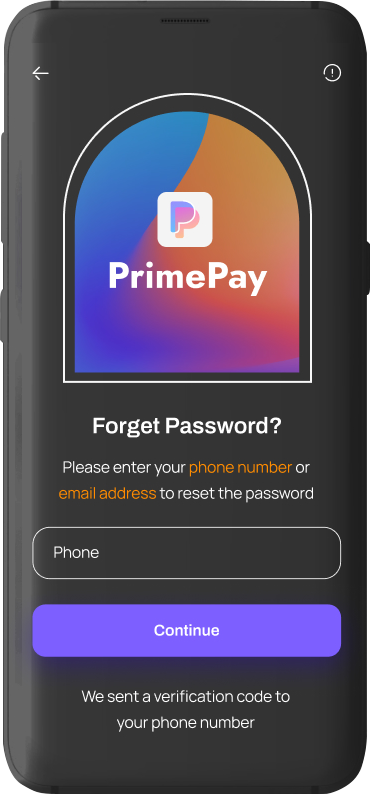 PrimePay
Forget Password?
Please enter your phone number or
email address to reset the password
Phone
Continue
We sent a verification code to
your phone number